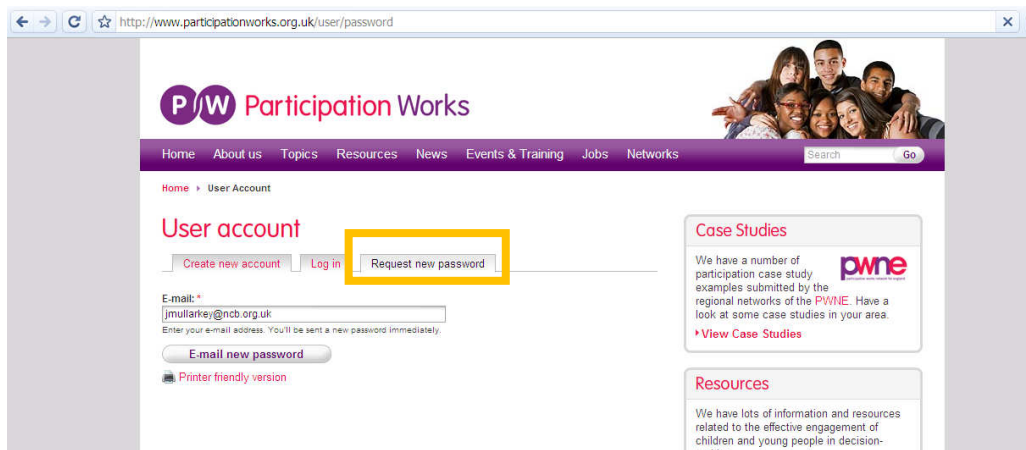 http://www.participationworks.org.uk/user/password
P/W Participation Works
Home About us Topics Resources News Events & Training Jobs Networks Search Go
Home User Account
User account
Create new account Log in Request new password
E-mail: *
jmullarkey@ncb.org.uk
Enter your e-mail address. You'll be sent a new password immediately.
E-mail new password
Printer friendly version
Case Studies
We have a number of
participation case study
examples submitted by the
regional networks of the PWNE. Have a
look at some case studies in your area.
View Case Studies
pwne
Resources
We have lots of information and resources
related to the effective engagement of
children and young people in decision-